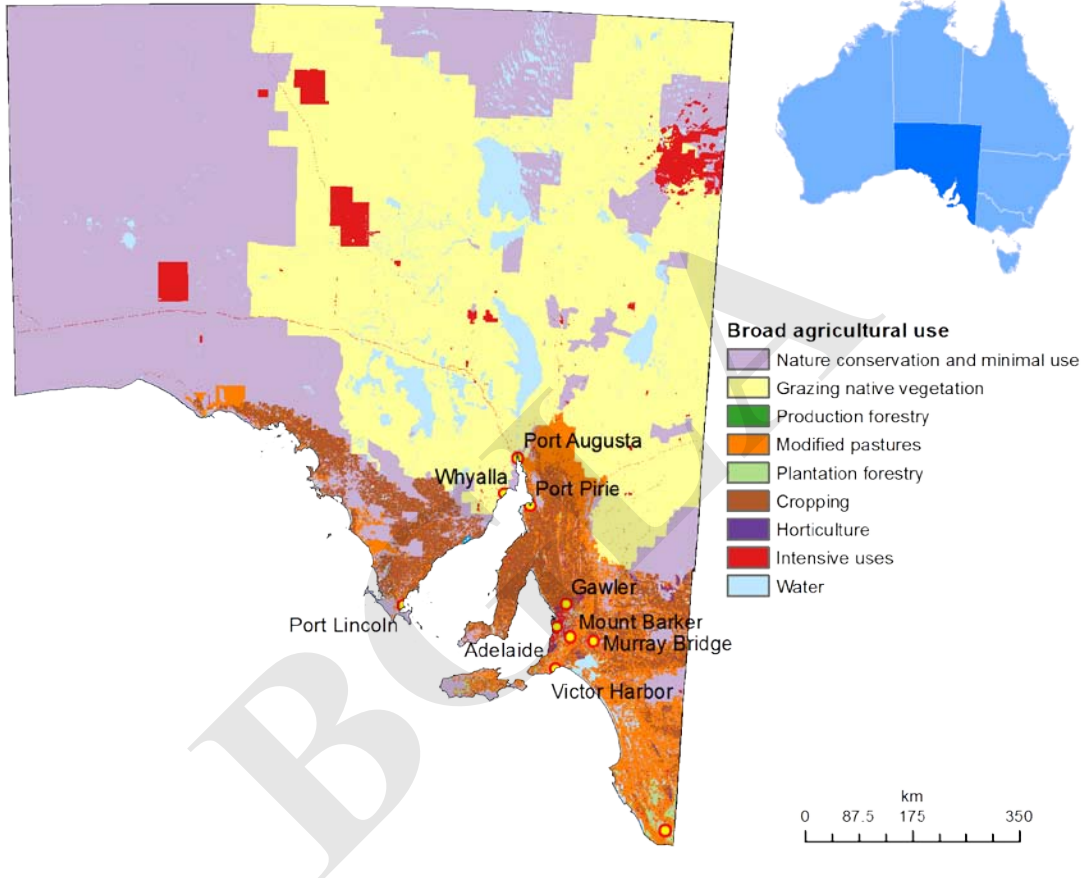 Broad agricultural use
Nature conservation and minimal use
Grazing native vegetation
Production forestry
Modified pastures
Plantation forestry
Cropping
Horticulture
Intensive uses
Water
Port Augusta
Whyalla
Port Pirie
Gawler
Port Lincoln
Mount Barker
Adelaide
Murray Bridge
Victor Harbor
km
0 87.5 175 350